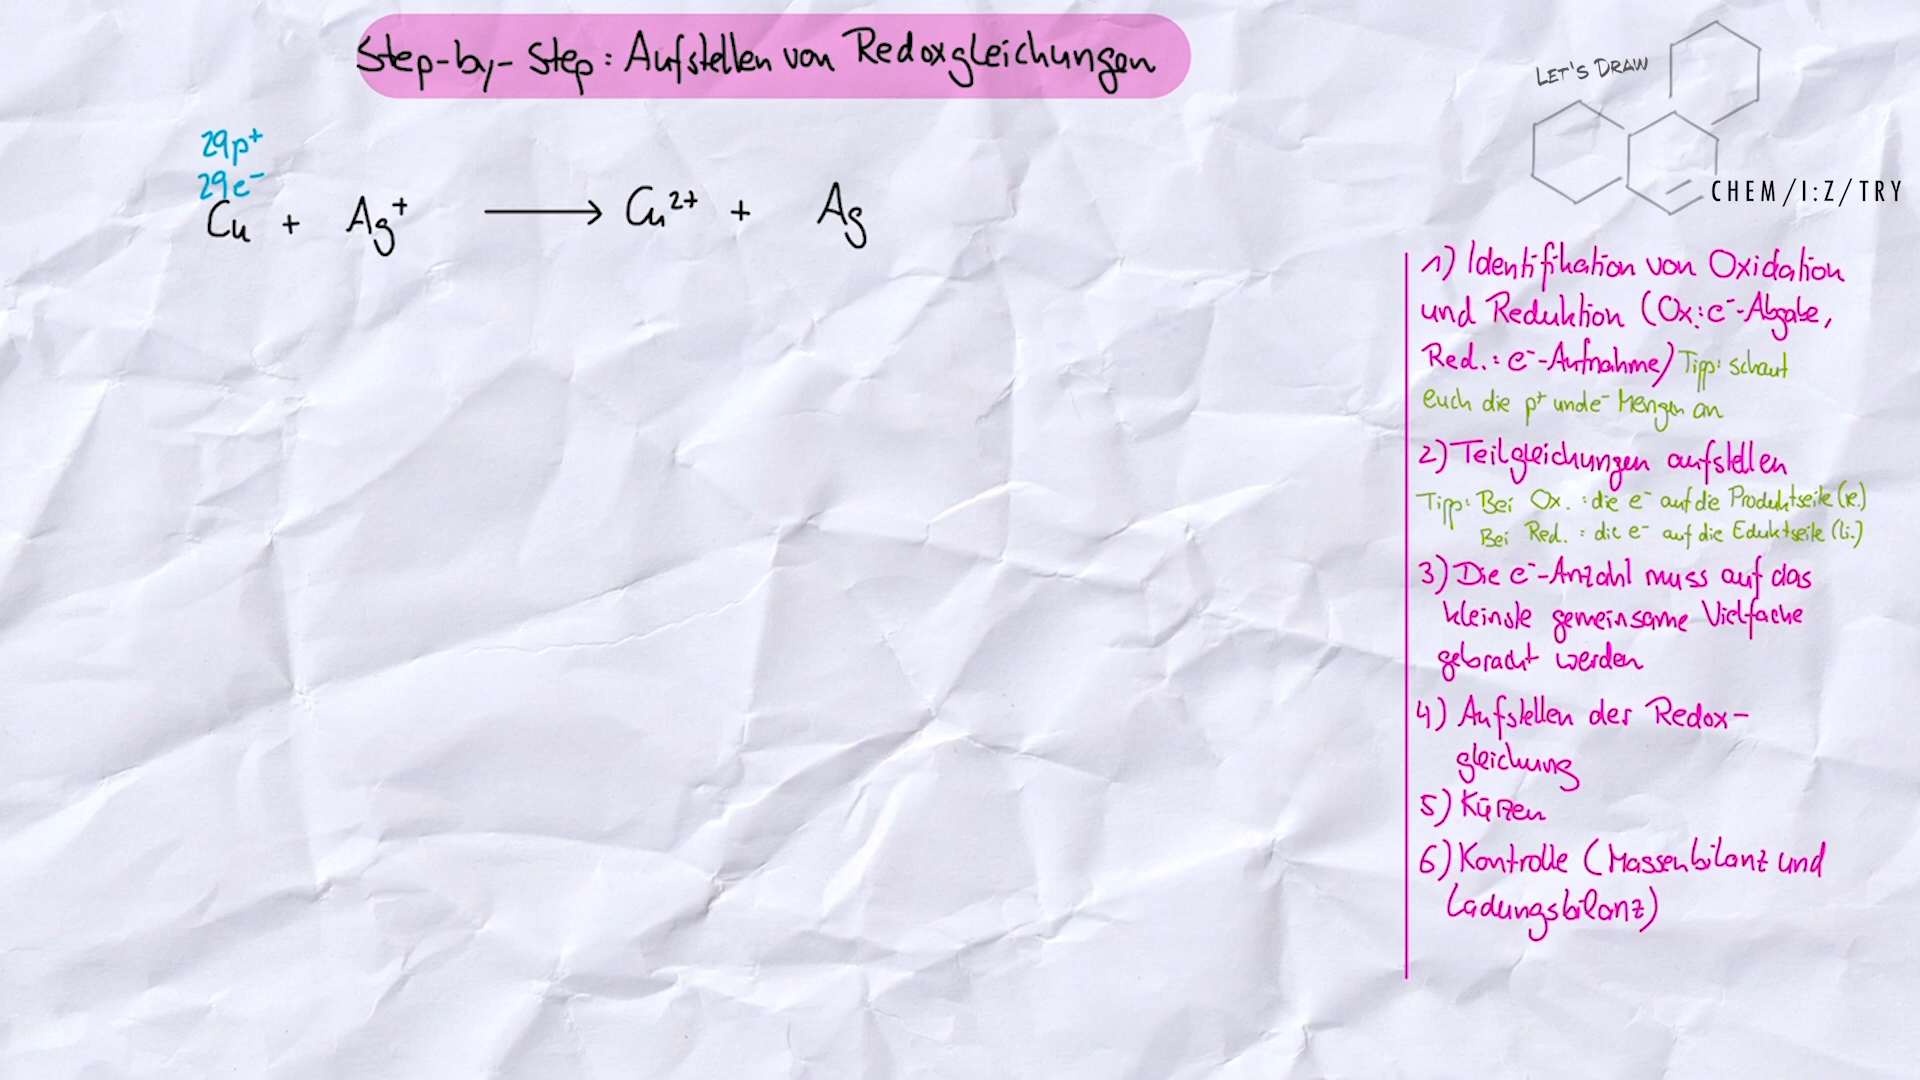 Step-by-Step: Aufstellen von Redoxgleichungen
LET'S DRAW
CHEM/I:Z/TRY
29p⁺
29e⁻
Cu + Ag⁺ ⟶ Cu²⁺ + Ag
1) Identifikation von Oxidation
und Reduktion (Ox.: e⁻-Abgabe,
Red.: e⁻-Aufnahme) Tipp: schaut
euch die p⁺ und e⁻ Mengen an
2) Teilgleichungen aufstellen
Tipp: Bei Ox. : die e⁻ auf die Produktseite (re.)
Bei Red. : die e⁻ auf die Eduktseite (li.)
3) Die e⁻-Anzahl muss auf das
kleinste gemeinsame Vielfache
gebracht werden
4) Aufstellen der Redox-
gleichung
5) Kürzen
6) Kontrolle (Massenbilanz und
Ladungsbilanz)